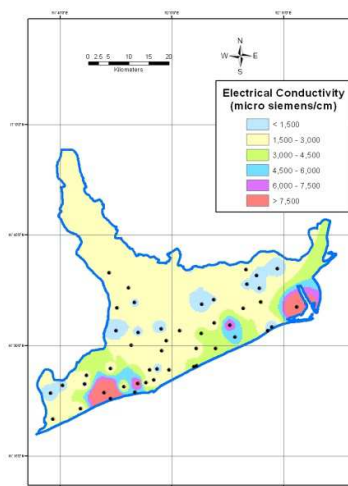 N
W E
S
0 2.5 5 10 15 20
Kilometers
Electrical Conductivity
(micro siemens/cm)
< 1,500
1,500 - 3,000
3,000 - 4,500
4,500 - 6,000
6,000 - 7,500
> 7,500